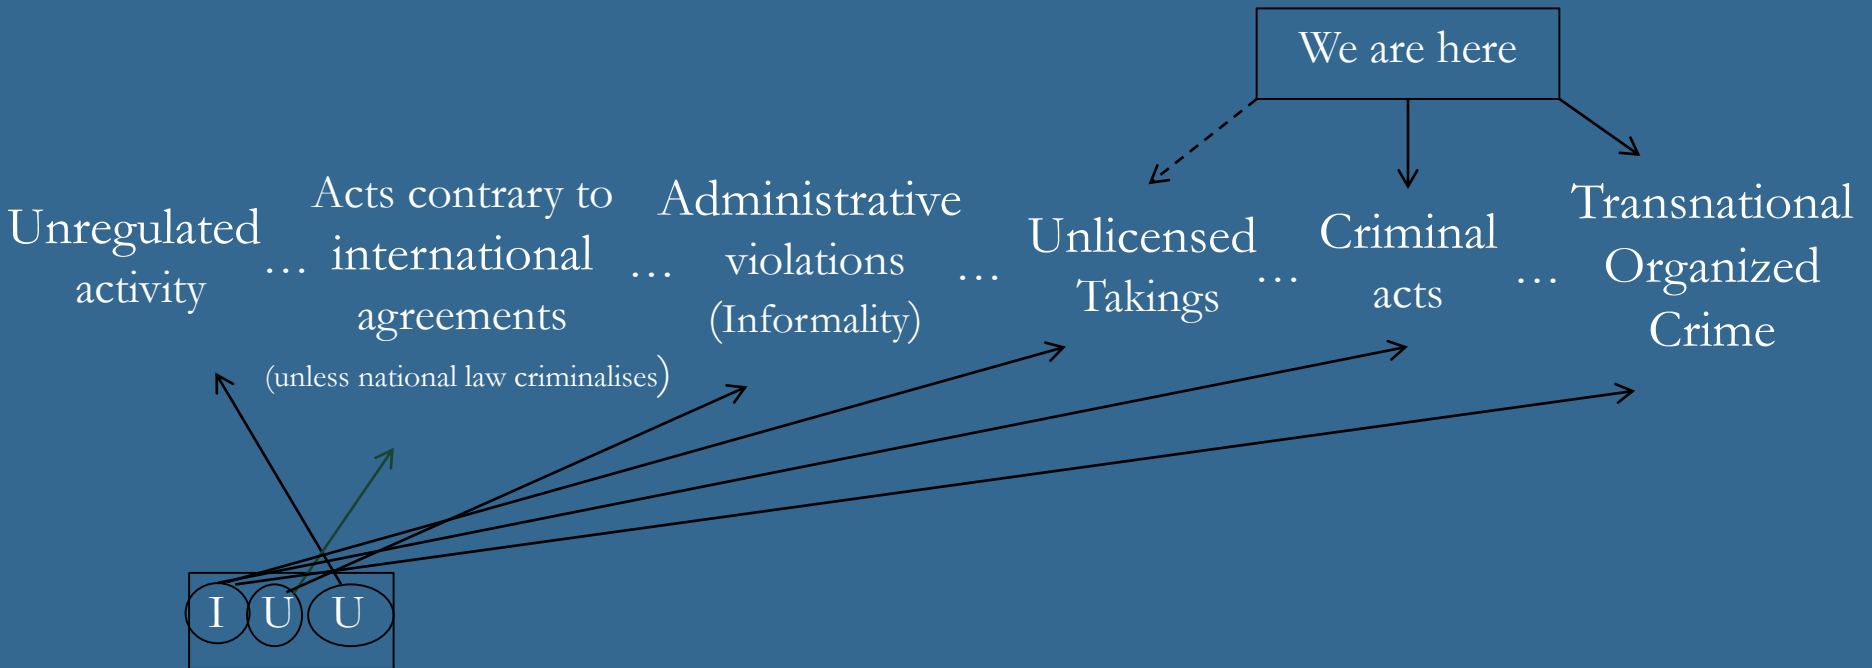 We are here
Unregulated
activity
…
Acts contrary to
international
agreements
(unless national law criminalises)
…
Administrative
violations
(Informality)
…
Unlicensed
Takings
…
Criminal
acts
…
Transnational
Organized
Crime
I U U